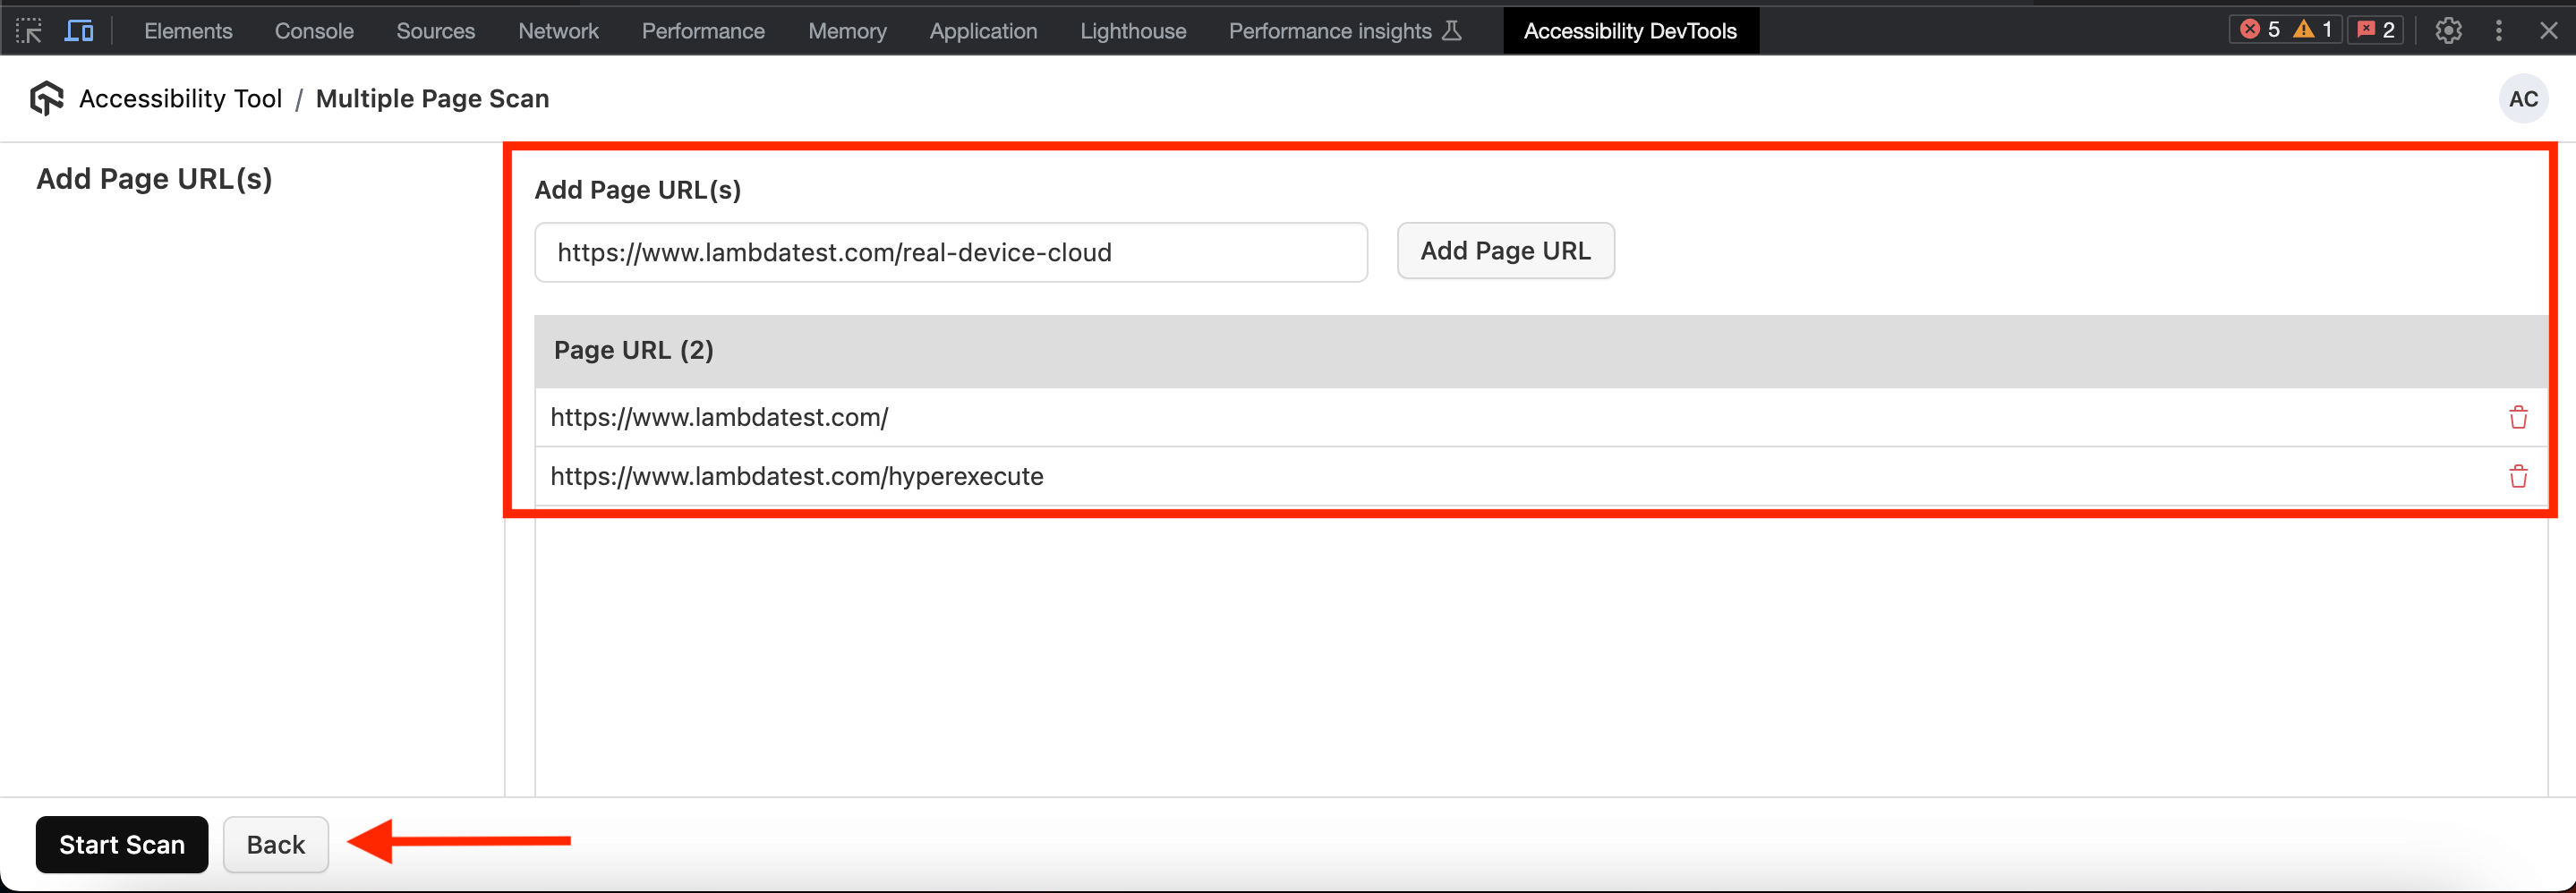 Elements Console Sources Network Performance Memory Application Lighthouse Performance insights Accessibility DevTools 5 1 2
Accessibility Tool / Multiple Page Scan AC
Add Page URL(s)
Add Page URL(s)
https://www.lambdatest.com/real-device-cloud Add Page URL
Page URL (2)
https://www.lambdatest.com/
https://www.lambdatest.com/hyperexecute
Start Scan Back